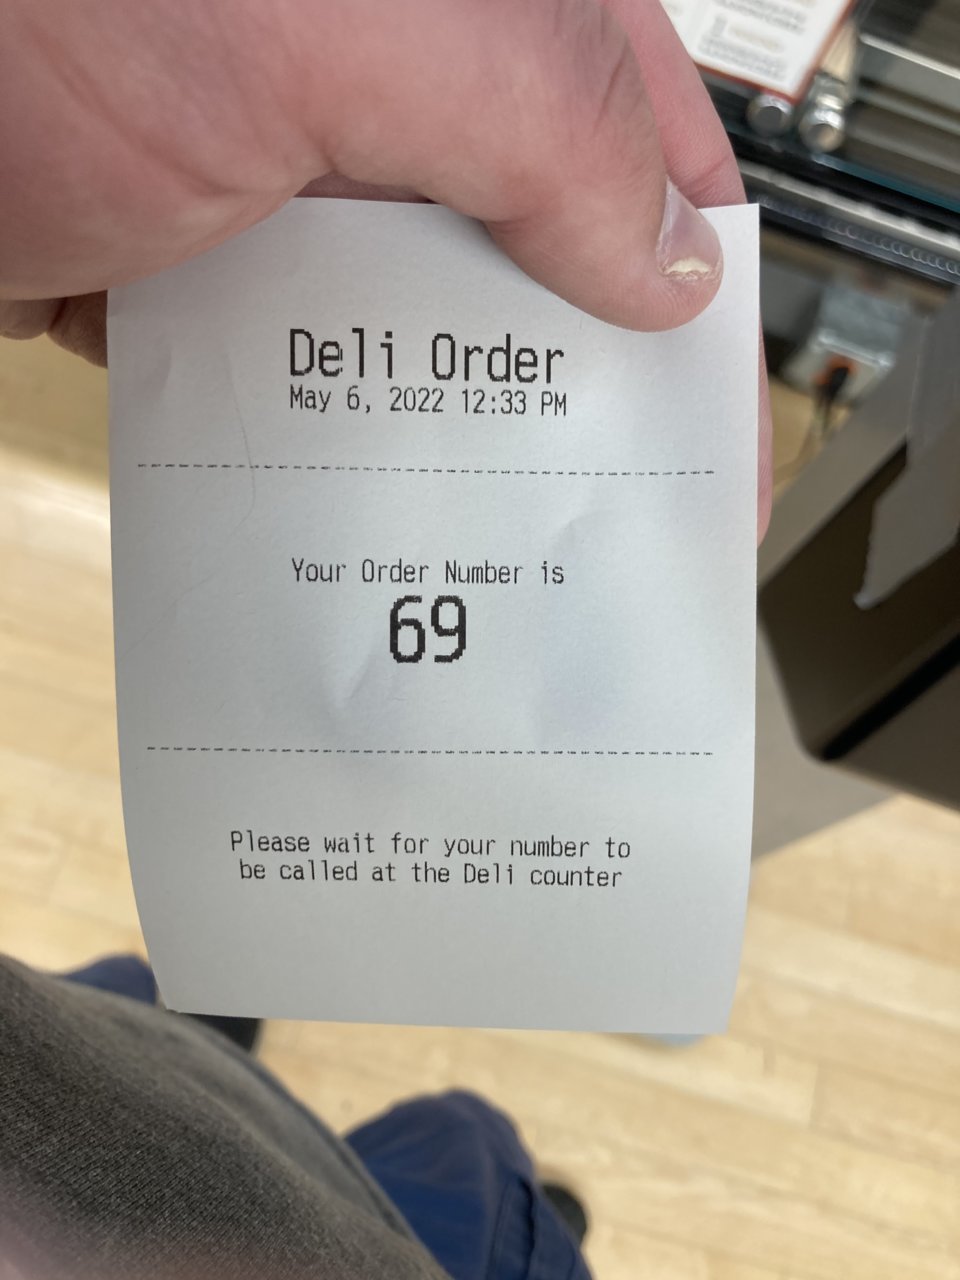 Deli Order
May 6, 2022 12:33 PM
Your Order Number is
69
Please wait for your number to
be called at the Deli counter